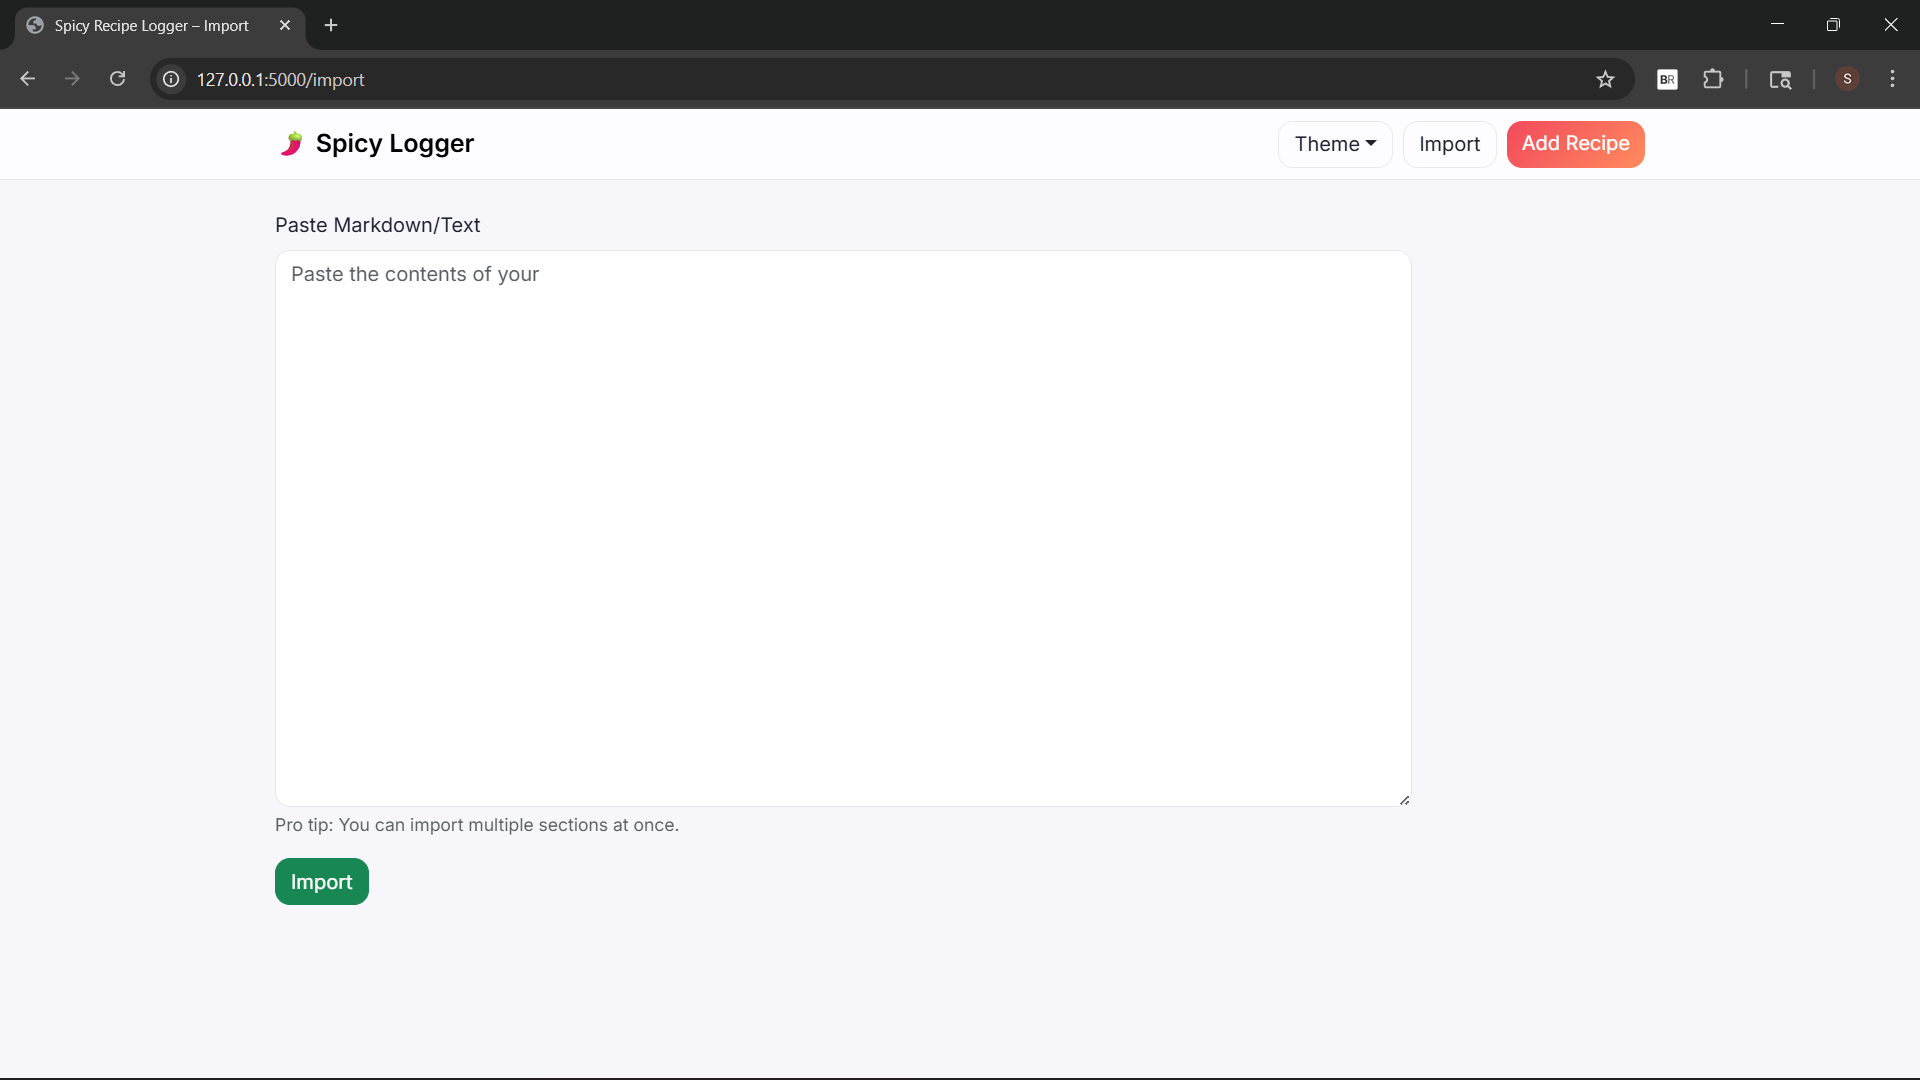 Spicy Recipe Logger – Import
127.0.0.1:5000/import
BR
S
Spicy Logger
Theme
Import
Add Recipe
Paste Markdown/Text
Paste the contents of your
Pro tip: You can import multiple sections at once.
Import